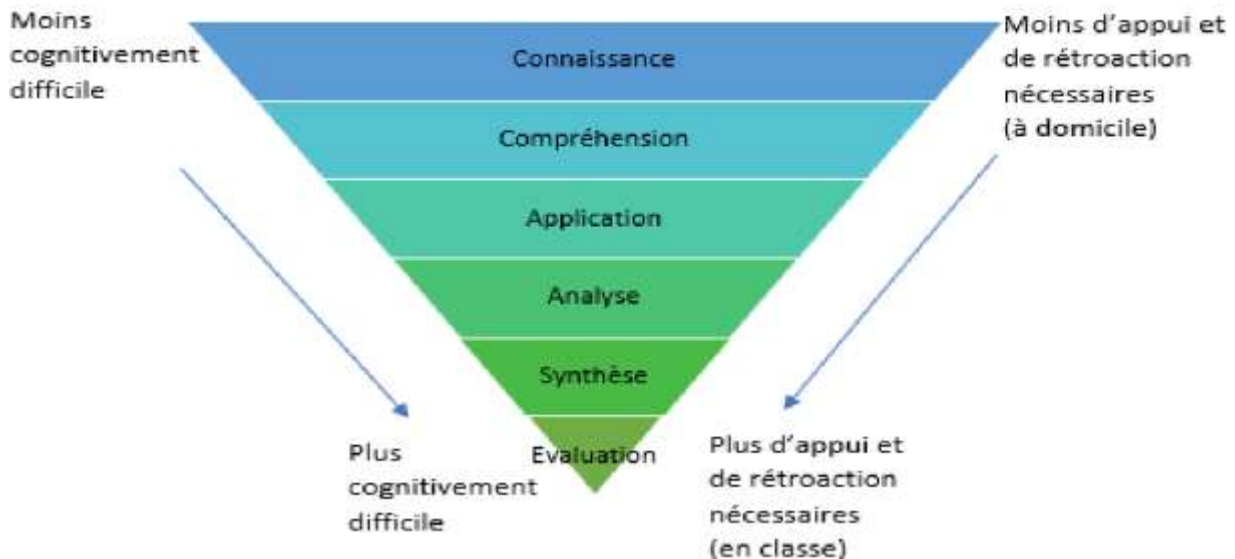 Moins
cognitivement
difficile
Moins d’appui et
de rétroaction
nécessaires
(à domicile)
Connaissance
Compréhension
Application
Analyse
Synthèse
Evaluation
Plus
cognitivement
difficile
Plus d’appui et
de rétroaction
nécessaires
(en classe)